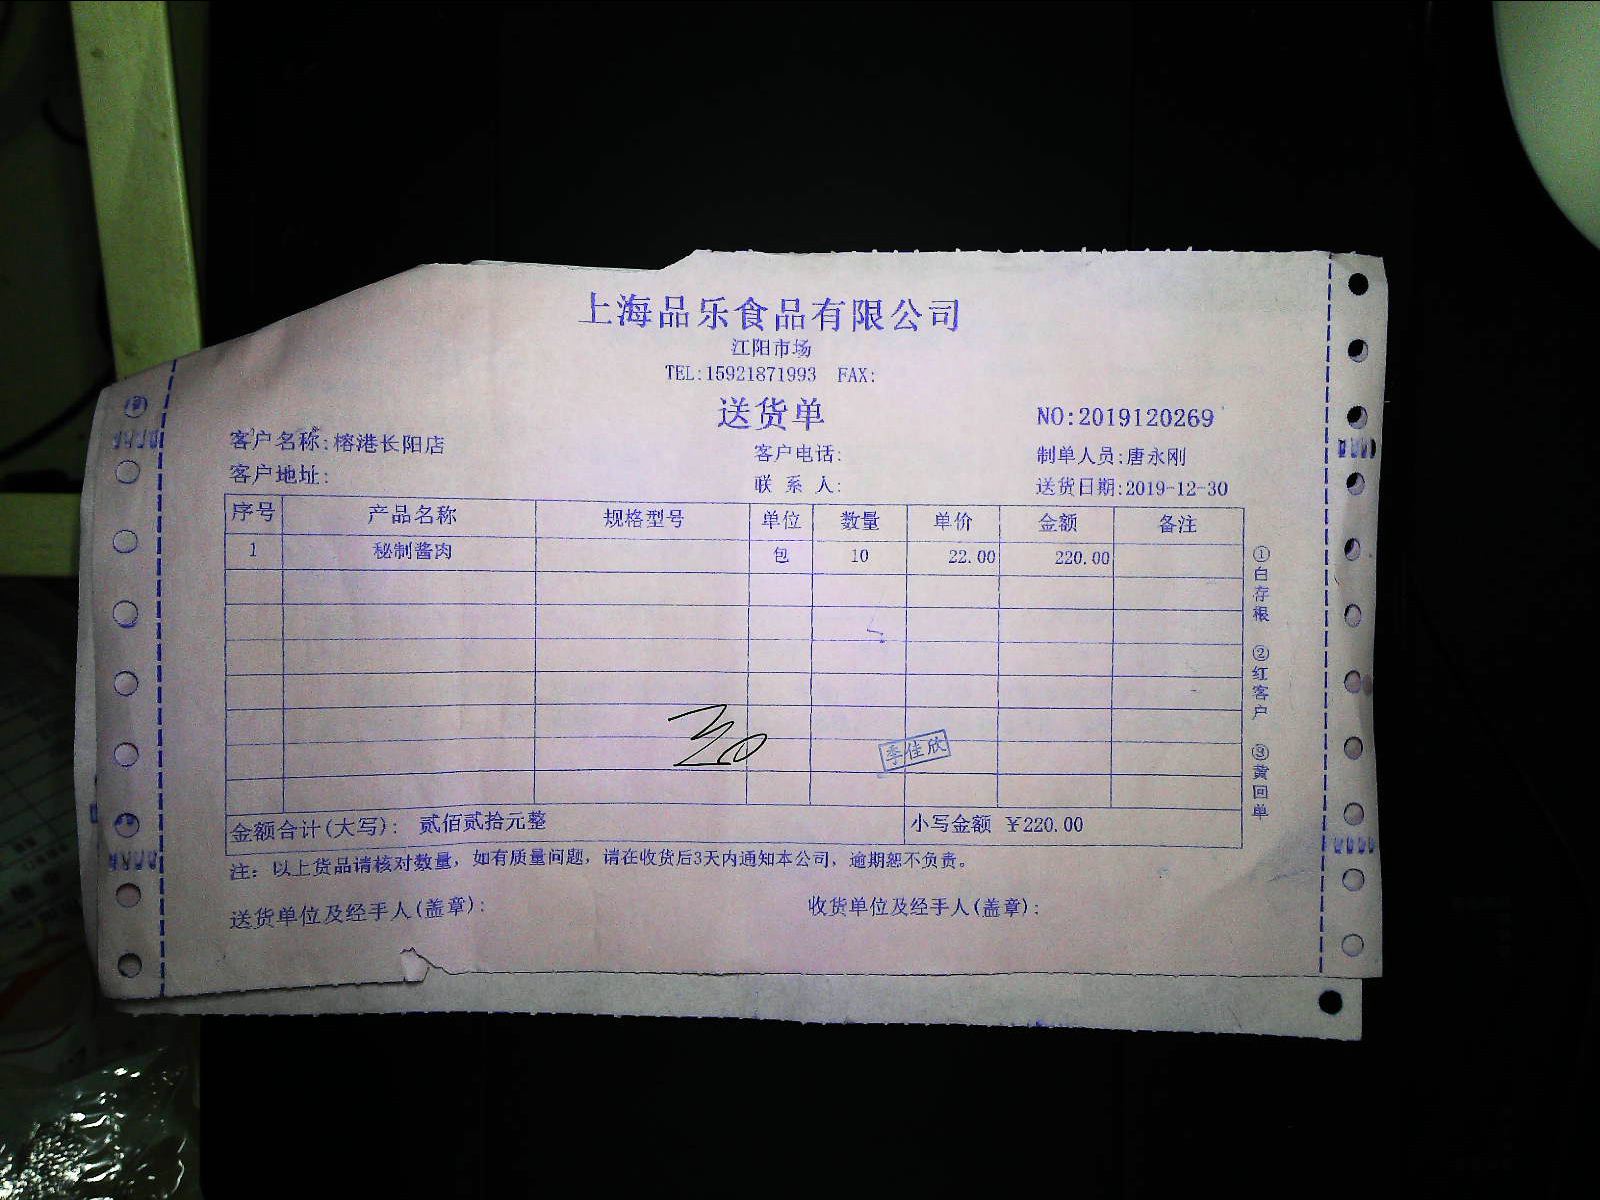 上海品乐食品有限公司
江阳市场
TEL:15921871993 FAX:
送货单
NO:2019120269
客户名称:榕港长阳店
客户电话:
制单人员:唐永刚
客户地址:
联系人:
送货日期:2019-12-30
序号 产品名称 规格型号 单位 数量 单价 金额 备注
1 秘制酱肉 包 10 22.00 220.00
季佳欣
金额合计(大写): 贰佰贰拾元整 小写金额 ￥220.00
注: 以上货品请核对数量, 如有质量问题, 请在收货后3天内通知本公司, 逾期恕不负责。
送货单位及经手人(盖章):
收货单位及经手人(盖章):
①白存根 ②红客户 ③黄回单